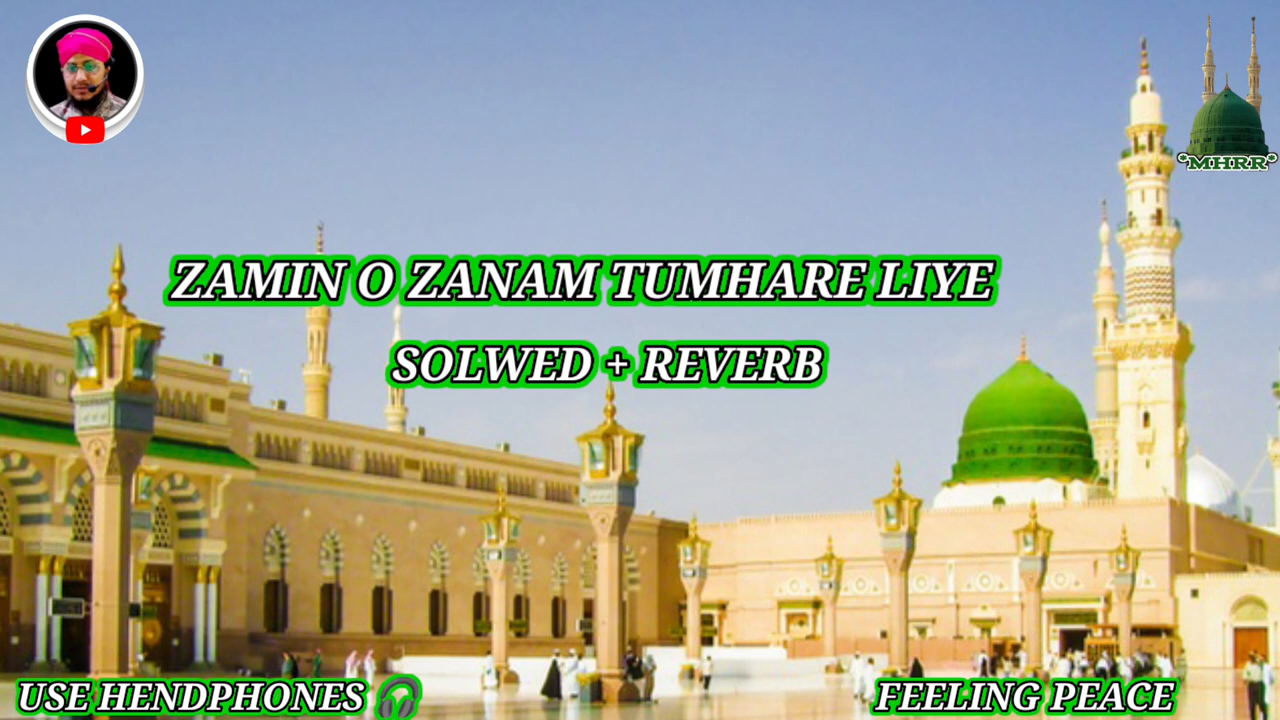 *MHRR*
ZAMIN O ZANAM TUMHARE LIYE
SOLWED + REVERB
USE HENDPHONES 🎧
FEELING PEACE